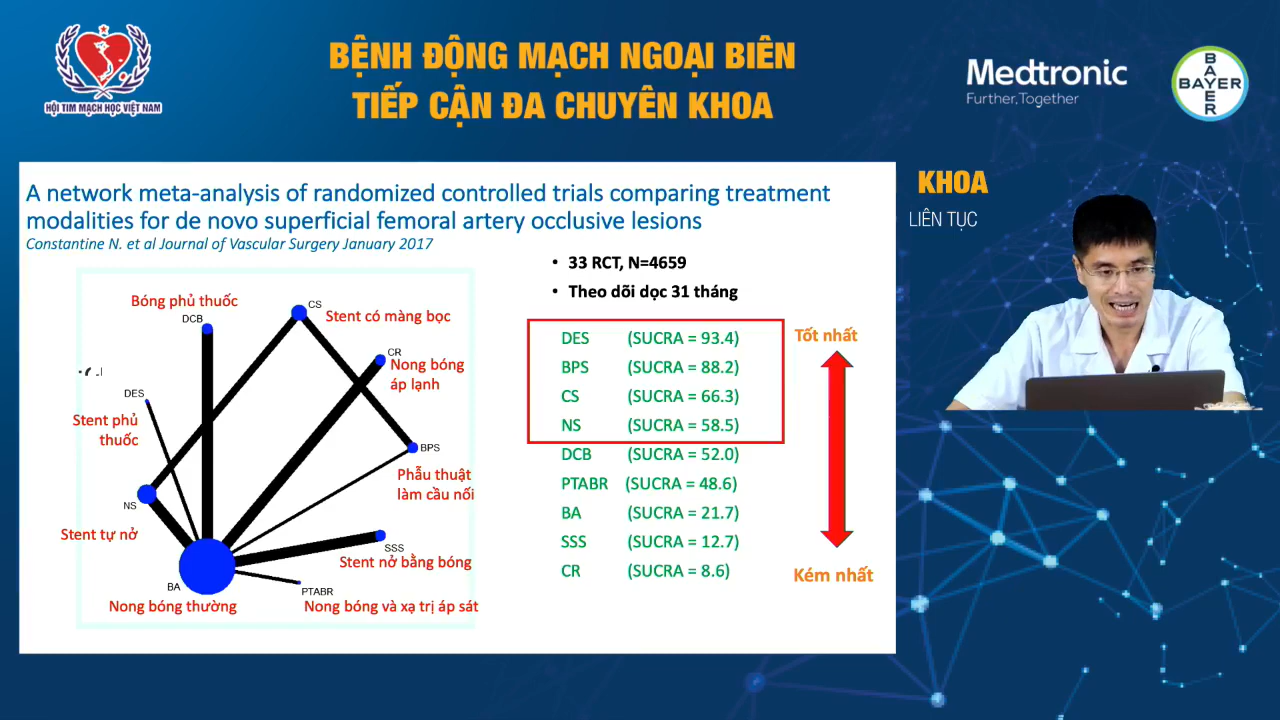 BỆNH ĐỘNG MẠCH NGOẠI BIÊN
TIẾP CẬN ĐA CHUYÊN KHOA
HỘI TIM MẠCH HỌC VIỆT NAM
Medtronic
Further, Together
BAYER
BAYER
KHOA
LIÊN TỤC
A network meta-analysis of randomized controlled trials comparing treatment
modalities for de novo superficial femoral artery occlusive lesions
Constantine N. et al Journal of Vascular Surgery January 2017
• 33 RCT, N=4659
• Theo dõi dọc 31 tháng
Bóng phủ thuốc
DCB
CS
Stent có màng bọc
CR
Nong bóng
áp lạnh
DES
Stent phủ
thuốc
BPS
Phẫu thuật
làm cầu nối
NS
Stent tự nở
SSS
Stent nở bằng bóng
BA
Nong bóng thường
PTABR
Nong bóng và xạ trị áp sát
DES (SUCRA = 93.4)
BPS (SUCRA = 88.2)
CS (SUCRA = 66.3)
NS (SUCRA = 58.5)
DCB (SUCRA = 52.0)
PTABR (SUCRA = 48.6)
BA (SUCRA = 21.7)
SSS (SUCRA = 12.7)
CR (SUCRA = 8.6)
Tốt nhất
Kém nhất